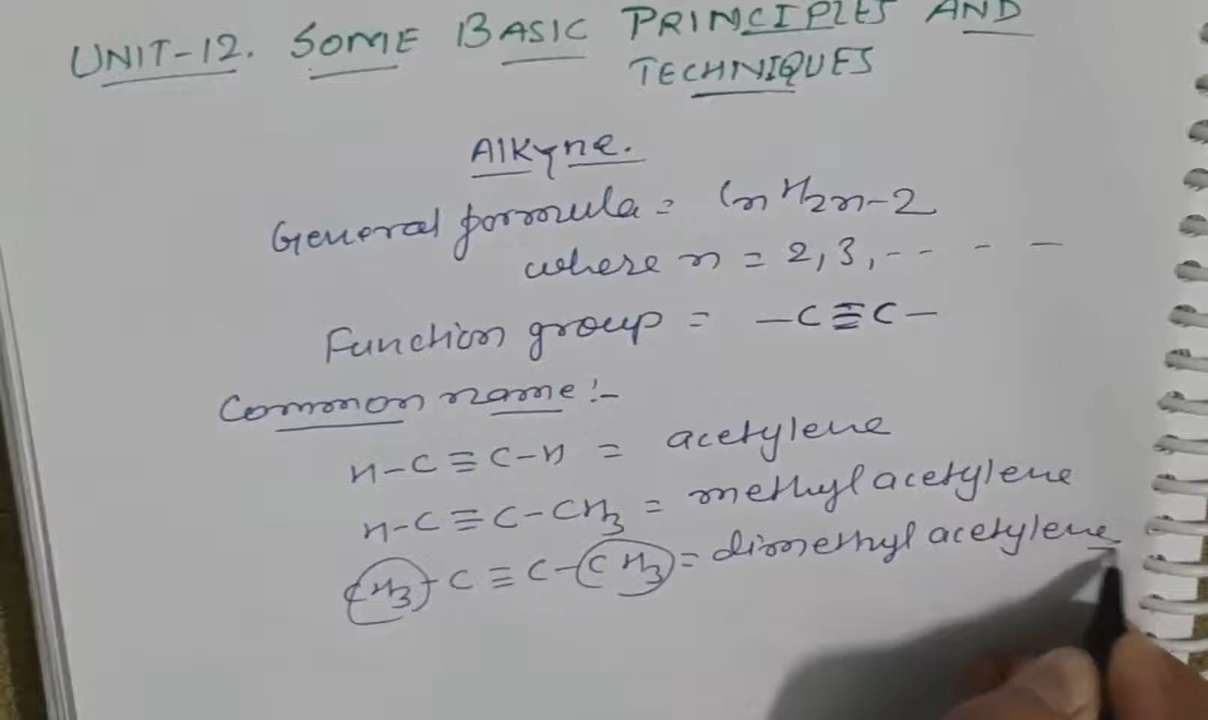 UNIT-12. SOME BASIC PRINCIPLES AND
TECHNIQUES
Alkyne.
General formula = CnH2n-2
where n = 2, 3, -- - -
Function group = -C≡C-
Common name :-
H-C≡C-H = acetylene
H-C≡C-CH3 = methyl acetylene
CH3-C≡C-CH3 = dimethyl acetylene